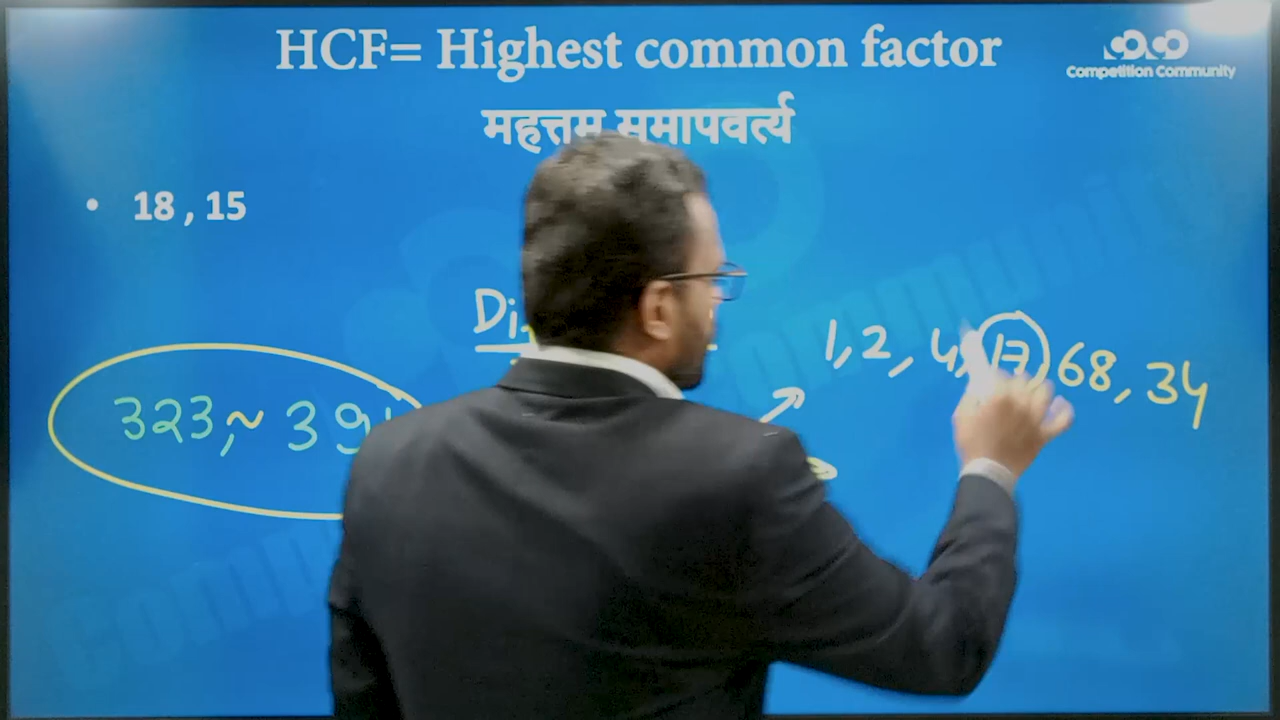 HCF= Highest common factor
Competition Community
महत्तम समापवर्त्य
• 18 , 15
1, 2, 4, 17 68, 34
323, ~